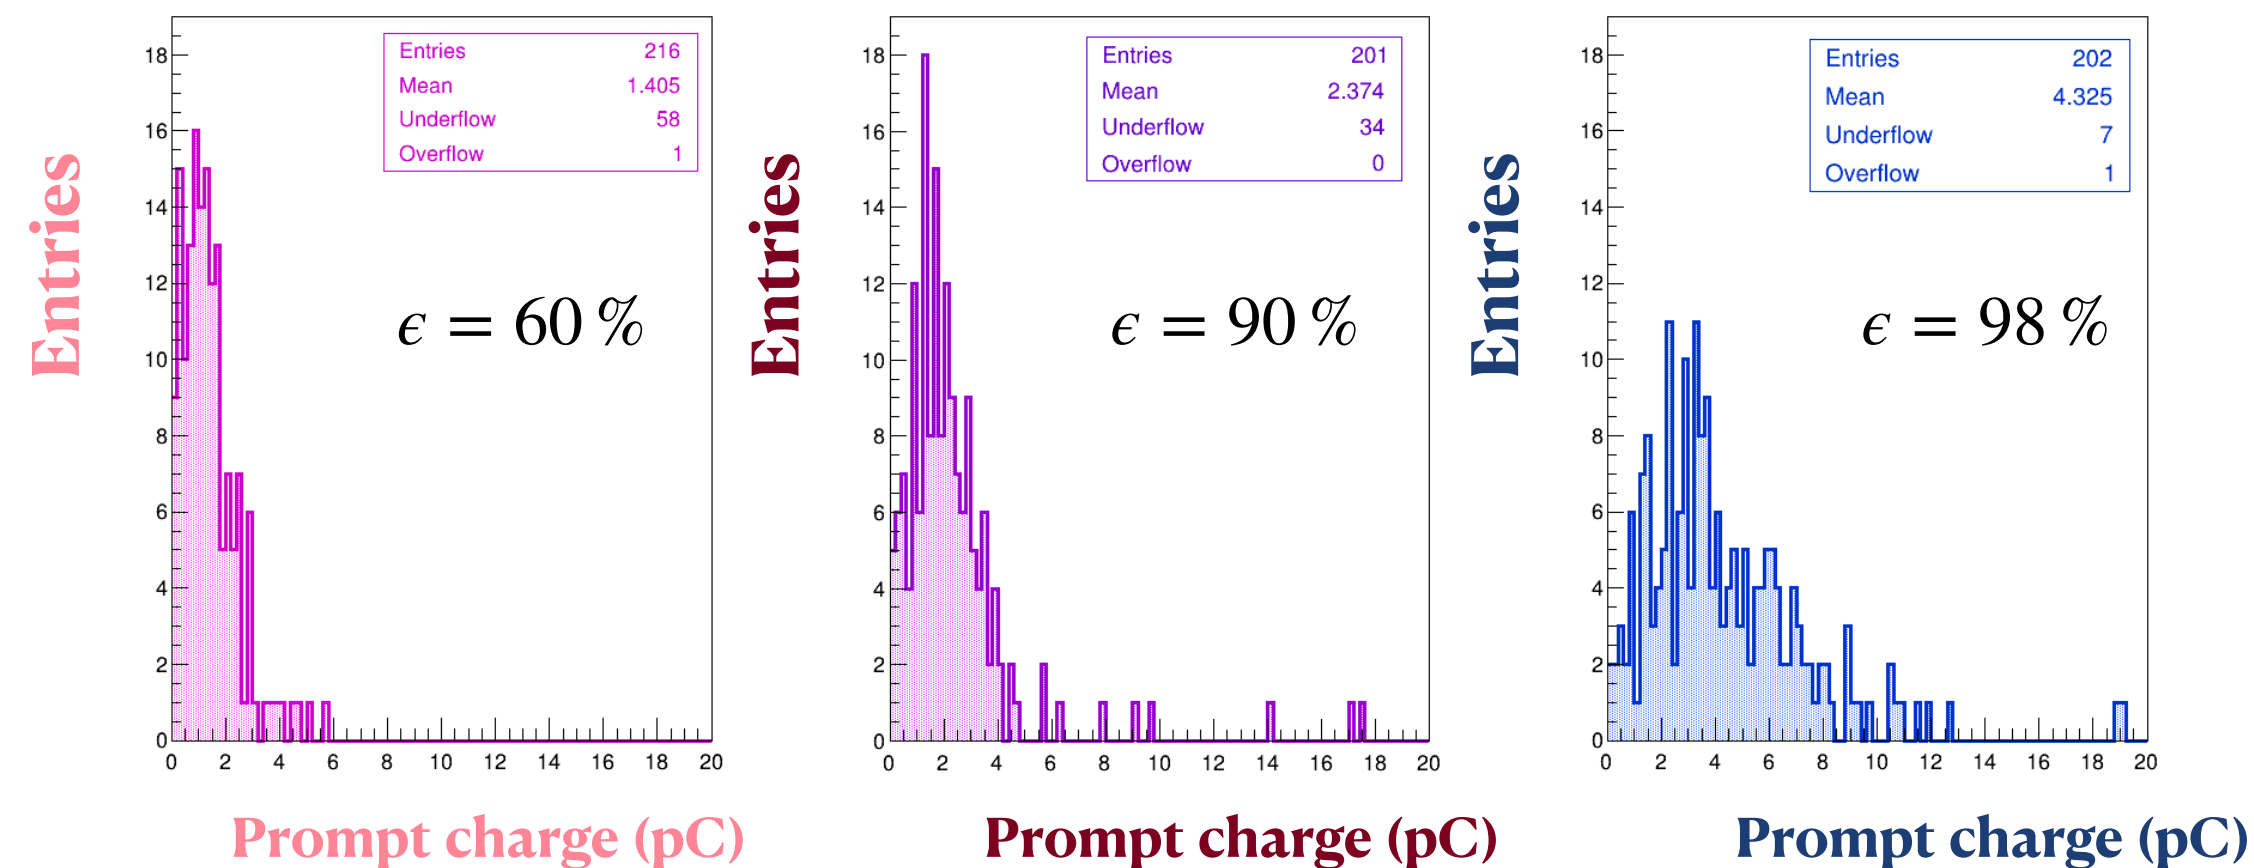 Entries 216
Mean 1.405
Underflow 58
Overflow 1
ϵ = 60 %
18
16
14
12
10
8
6
4
2
0
0 2 4 6 8 10 12 14 16 18 20
Entries
Prompt charge (pC)
Entries 201
Mean 2.374
Underflow 34
Overflow 0
ϵ = 90 %
18
16
14
12
10
8
6
4
2
0
0 2 4 6 8 10 12 14 16 18 20
Entries
Prompt charge (pC)
Entries 202
Mean 4.325
Underflow 7
Overflow 1
ϵ = 98 %
18
16
14
12
10
8
6
4
2
0
0 2 4 6 8 10 12 14 16 18 20
Entries
Prompt charge (pC)